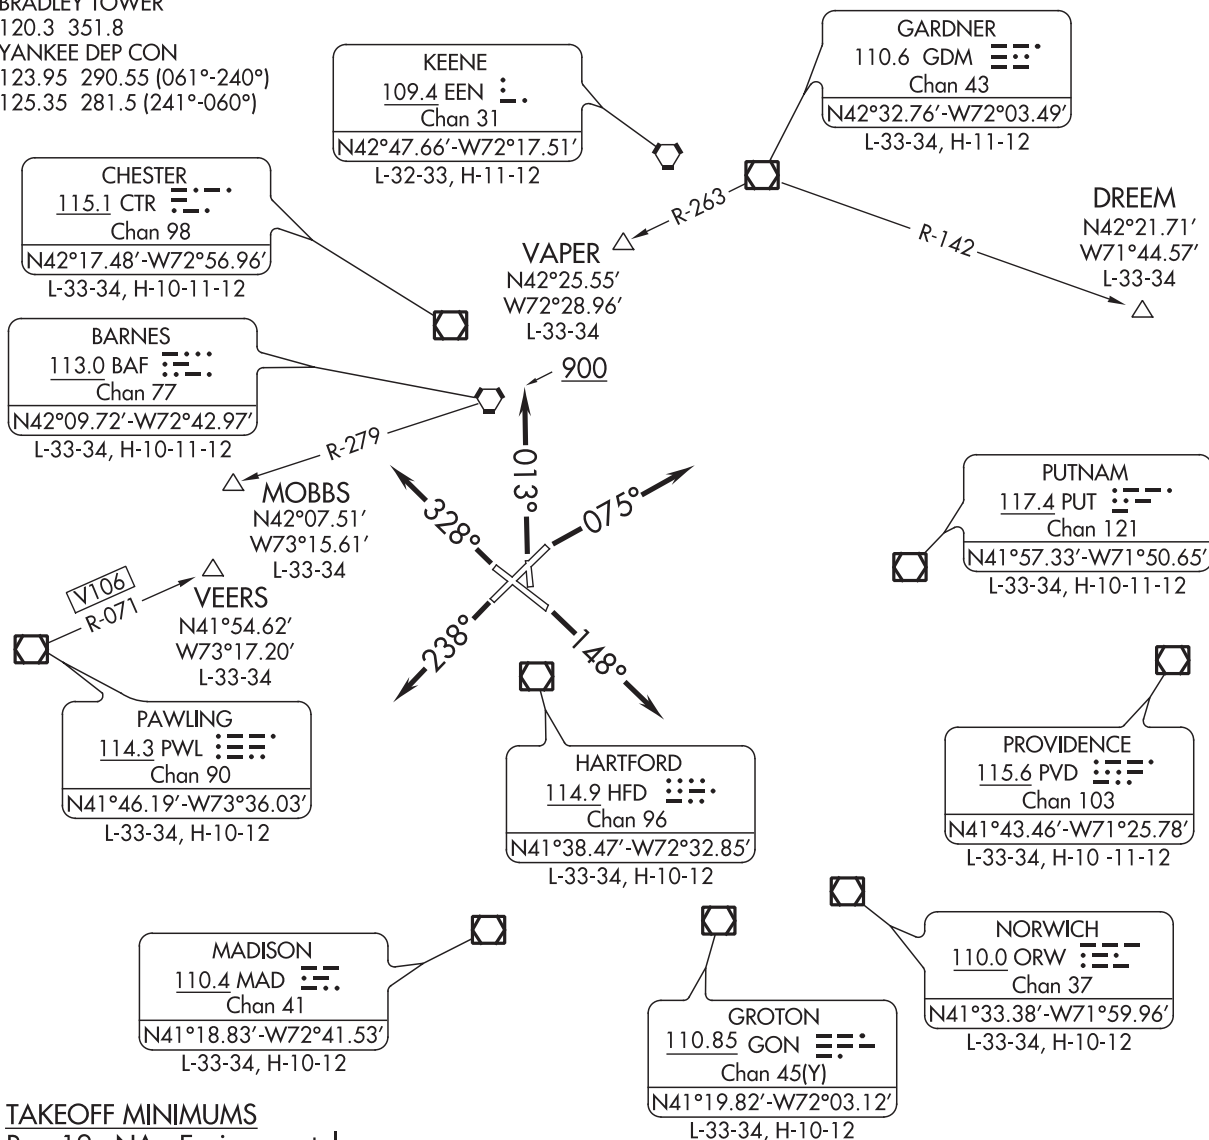 BRADLEY TOWER
120.3 351.8
YANKEE DEP CON
123.95 290.55 (061°-240°)
125.35 281.5 (241°-060°)
KEENE
109.4 EEN
Chan 31
N42°47.66′-W72°17.51′
L-32-33, H-11-12
GARDNER
110.6 GDM
Chan 43
N42°32.76′-W72°03.49′
L-33-34, H-11-12
CHESTER
115.1 CTR
Chan 98
N42°17.48′-W72°56.96′
L-33-34, H-10-11-12
R-263
R-142
DREEM
N42°21.71′
W71°44.57′
L-33-34
VAPER
N42°25.55′
W72°28.96′
L-33-34
BARNES
113.0 BAF
Chan 77
N42°09.72′-W72°42.97′
L-33-34, H-10-11-12
900
R-279
MOBBS
N42°07.51′
W73°15.61′
L-33-34
328°
013°
075°
238°
148°
PUTNAM
117.4 PUT
Chan 121
N41°57.33′-W71°50.65′
L-33-34, H-10-11-12
V106
R-071
VEERS
N41°54.62′
W73°17.20′
L-33-34
PAWLING
114.3 PWL
Chan 90
N41°46.19′-W73°36.03′
L-33-34, H-10-12
HARTFORD
114.9 HFD
Chan 96
N41°38.47′-W72°32.85′
L-33-34, H-10-12
PROVIDENCE
115.6 PVD
Chan 103
N41°43.46′-W71°25.78′
L-33-34, H-10 -11-12
MADISON
110.4 MAD
Chan 41
N41°18.83′-W72°41.53′
L-33-34, H-10-12
GROTON
110.85 GON
Chan 45(Y)
N41°19.82′-W72°03.12′
L-33-34, H-10-12
NORWICH
110.0 ORW
Chan 37
N41°33.38′-W71°59.96′
L-33-34, H-10-12
TAKEOFF MINIMUMS